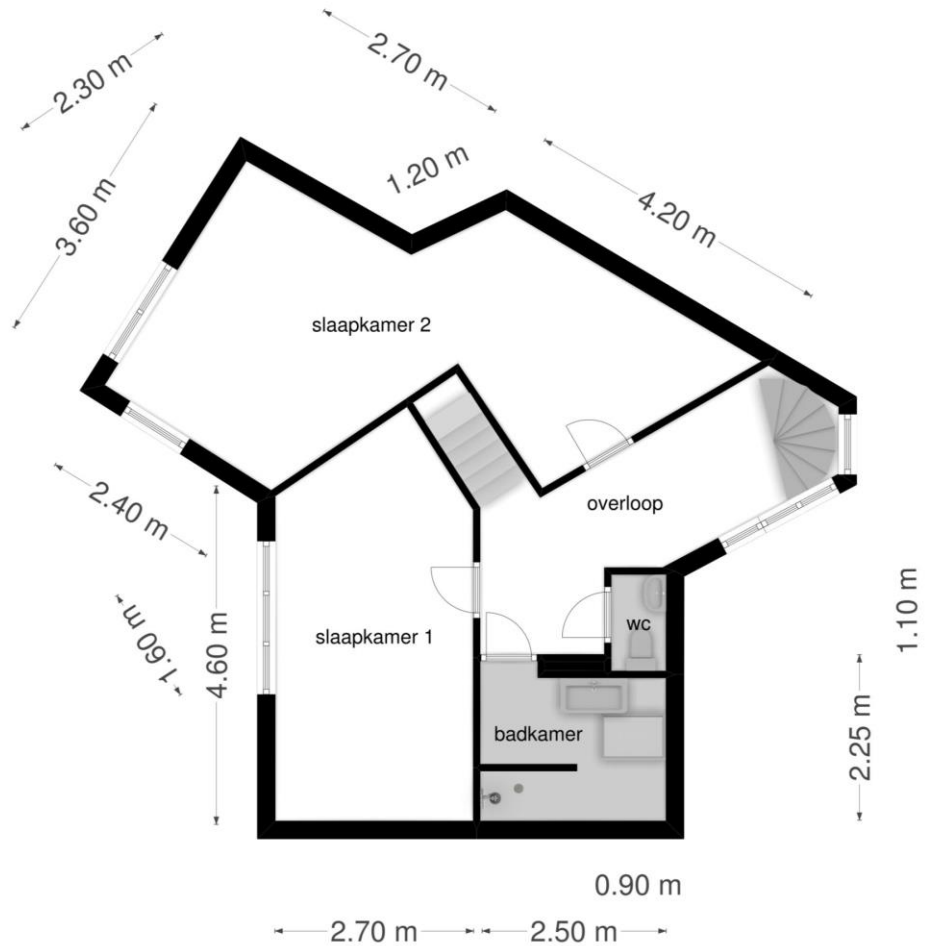 2.70 m
2.30 m
1.20 m
3.60 m
4.20 m
slaapkamer 2
2.40 m
overloop
1.10 m
1.60 m
4.60 m
slaapkamer 1
wc
2.25 m
badkamer
0.90 m
2.70 m
2.50 m